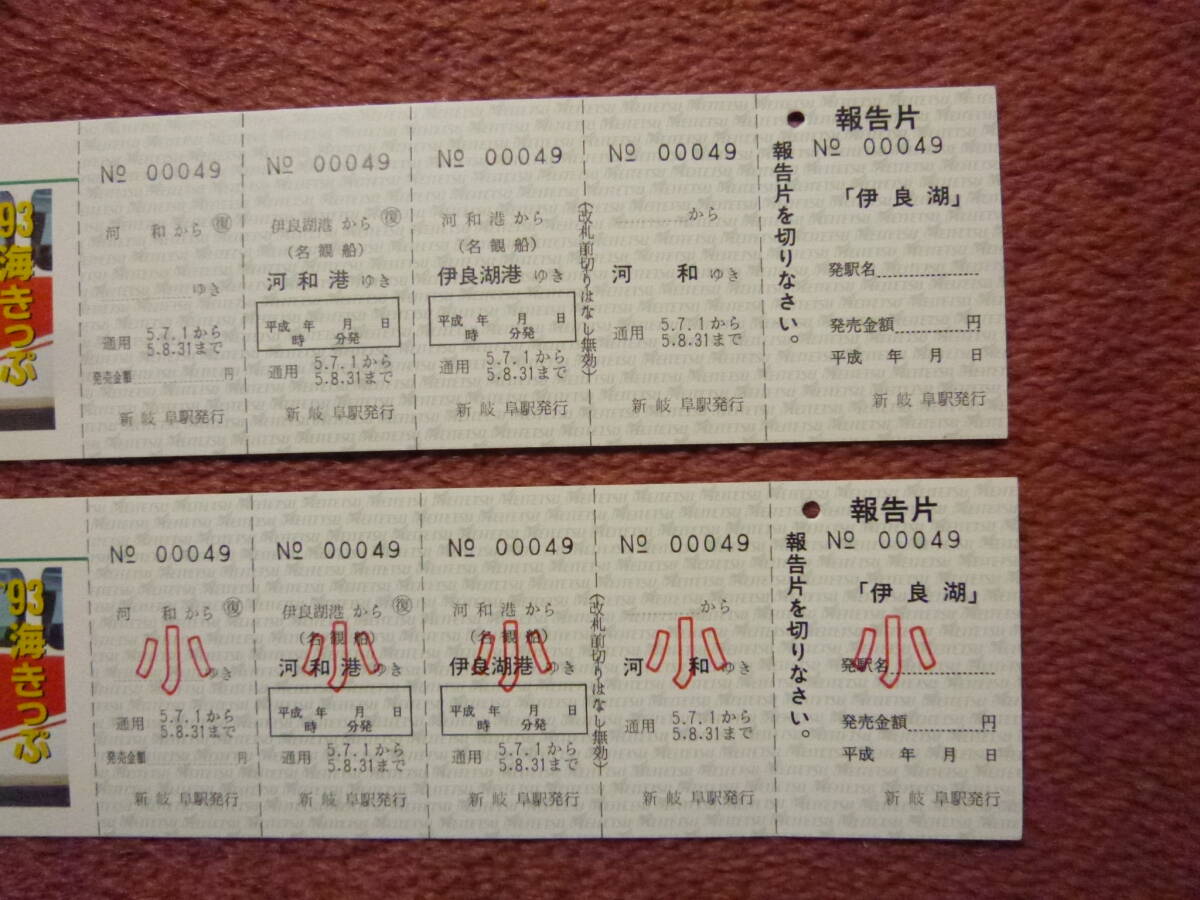 '93海きっぷ
No 00049
河 和 から 復
ゆき
通用 5.7.1から
5.8.31まで
発売金額 円
新岐阜駅発行
No 00049
伊良湖港 から 復
(名観船)
河和港 ゆき
平成 年 月 日
時 分発
通用 5.7.1から
5.8.31まで
新岐阜駅発行
No 00049
河和港から
(名観船)
伊良湖港 ゆき
平成 年 月 日
時 分発
通用 5.7.1から
5.8.31まで
新岐阜駅発行
(改札前切りはなし無効)
No 00049
から
河 和 ゆき
通用 5.7.1から
5.8.31まで
新岐阜駅発行
報告片を切りなさい。
報告片
No 00049
「伊良湖」
発駅名
発売金額 円
平成 年 月 日
新岐阜駅発行
'93海きっぷ
No 00049
河 和 から 復
小
ゆき
通用 5.7.1から
5.8.31まで
発売金額 円
新岐阜駅発行
No 00049
伊良湖港 から 復
(名観船)
小
河和港 ゆき
平成 年 月 日
時 分発
通用 5.7.1から
5.8.31まで
新岐阜駅発行
No 00049
河和港から
(名観船)
小
伊良湖港 ゆき
平成 年 月 日
時 分発
通用 5.7.1から
5.8.31まで
新岐阜駅発行
(改札前切りはなし無効)
No 00049
から
小
河 和 ゆき
通用 5.7.1から
5.8.31まで
新岐阜駅発行
報告片を切りなさい。
報告片
No 00049
「伊良湖」
小
発駅名
発売金額 円
平成 年 月 日
新岐阜駅発行